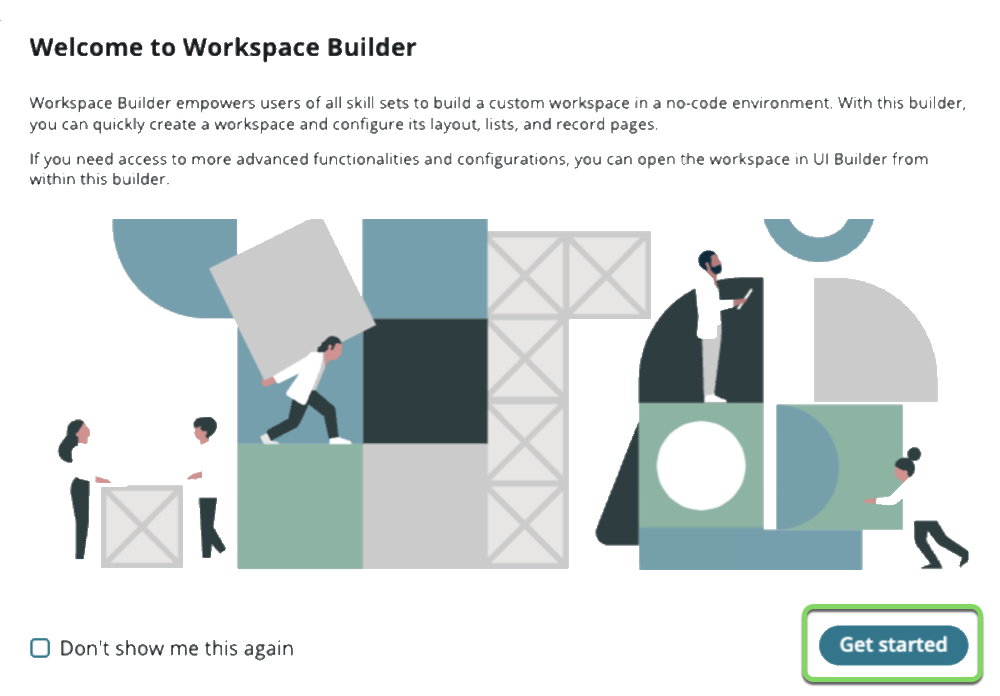 Welcome to Workspace Builder
Workspace Builder empowers users of all skill sets to build a custom workspace in a no-code environment. With this builder,
you can quickly create a workspace and configure its layout, lists, and record pages.
If you need access to more advanced functionalities and configurations, you can open the workspace in UI Builder from
within this builder.
Don't show me this again
Get started